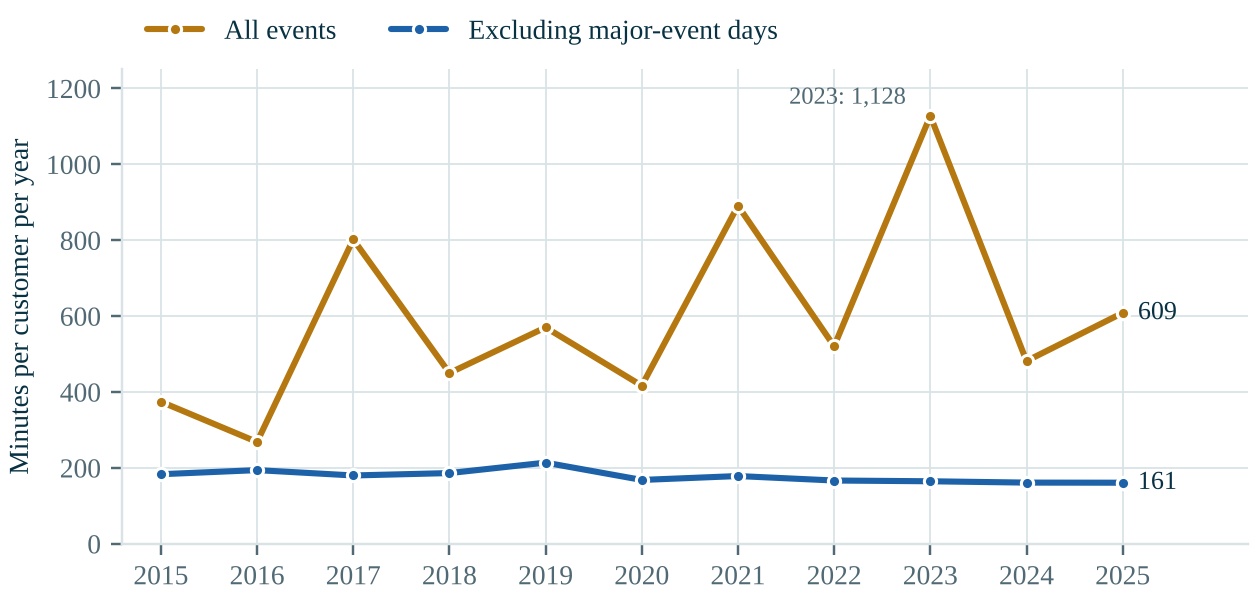 All events
Excluding major-event days
Minutes per customer per year
1200
1000
800
600
400
200
0
2023: 1,128
609
161
2015 2016 2017 2018 2019 2020 2021 2022 2023 2024 2025